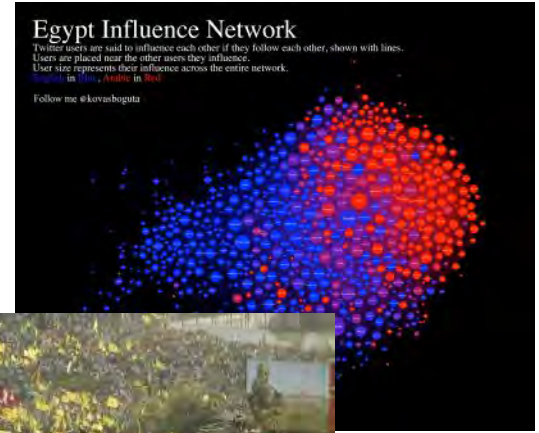 Egypt Influence Network
Twitter users are said to influence each other if they follow each other, shown with lines.
Users are placed near the other users they influence.
User size represents their influence across the entire network.
English in Blue, Arabic in Red
Follow me @kovasboguta